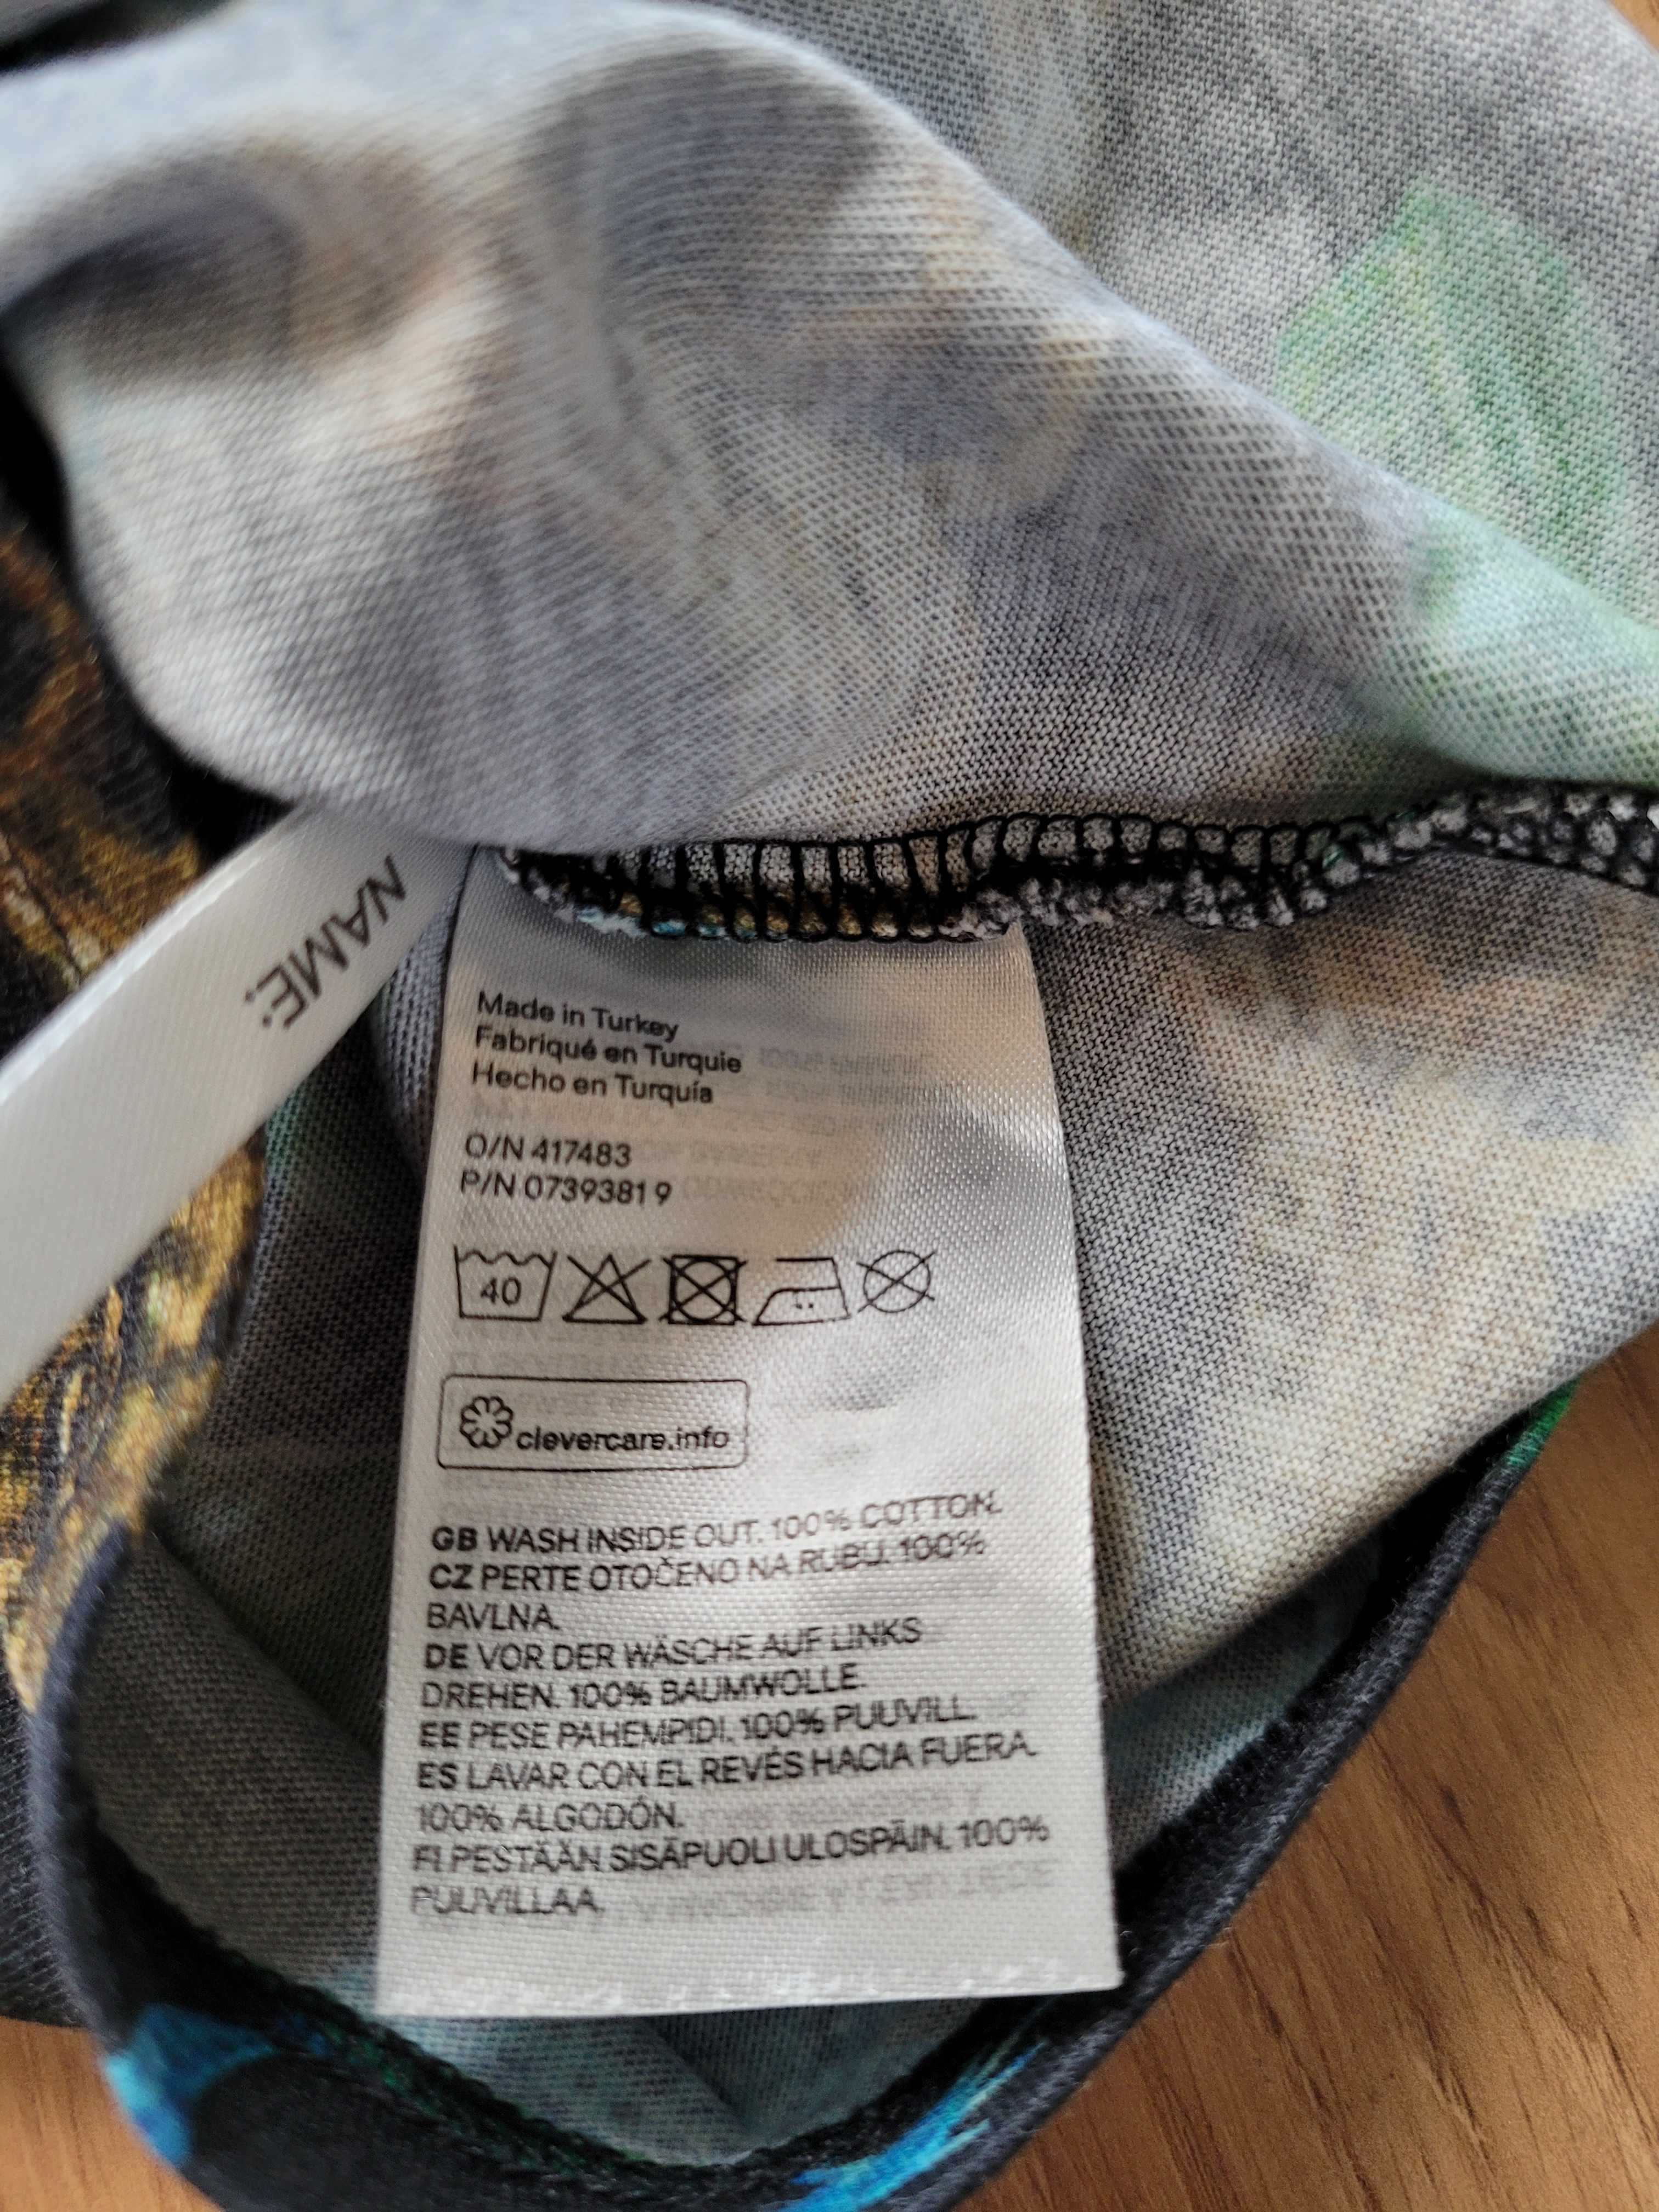 NAME:
Made in Turkey
Fabriqué en Turquie
Hecho en Turquía
O/N 417483
P/N 07393819
40
clevercare.info
GB WASH INSIDE OUT. 100% COTTON.
CZ PERTE OTOČENO NA RUBU. 100%
BAVLNA.
DE VOR DER WÄSCHE AUF LINKS
DREHEN. 100% BAUMWOLLE.
EE PESE PAHEMPIDI. 100% PUUVILL.
ES LAVAR CON EL REVÉS HACIA FUERA.
100% ALGODÓN.
FI PESTÄÄN SISÄPUOLI ULOSPÄIN. 100%
PUUVILLAA.